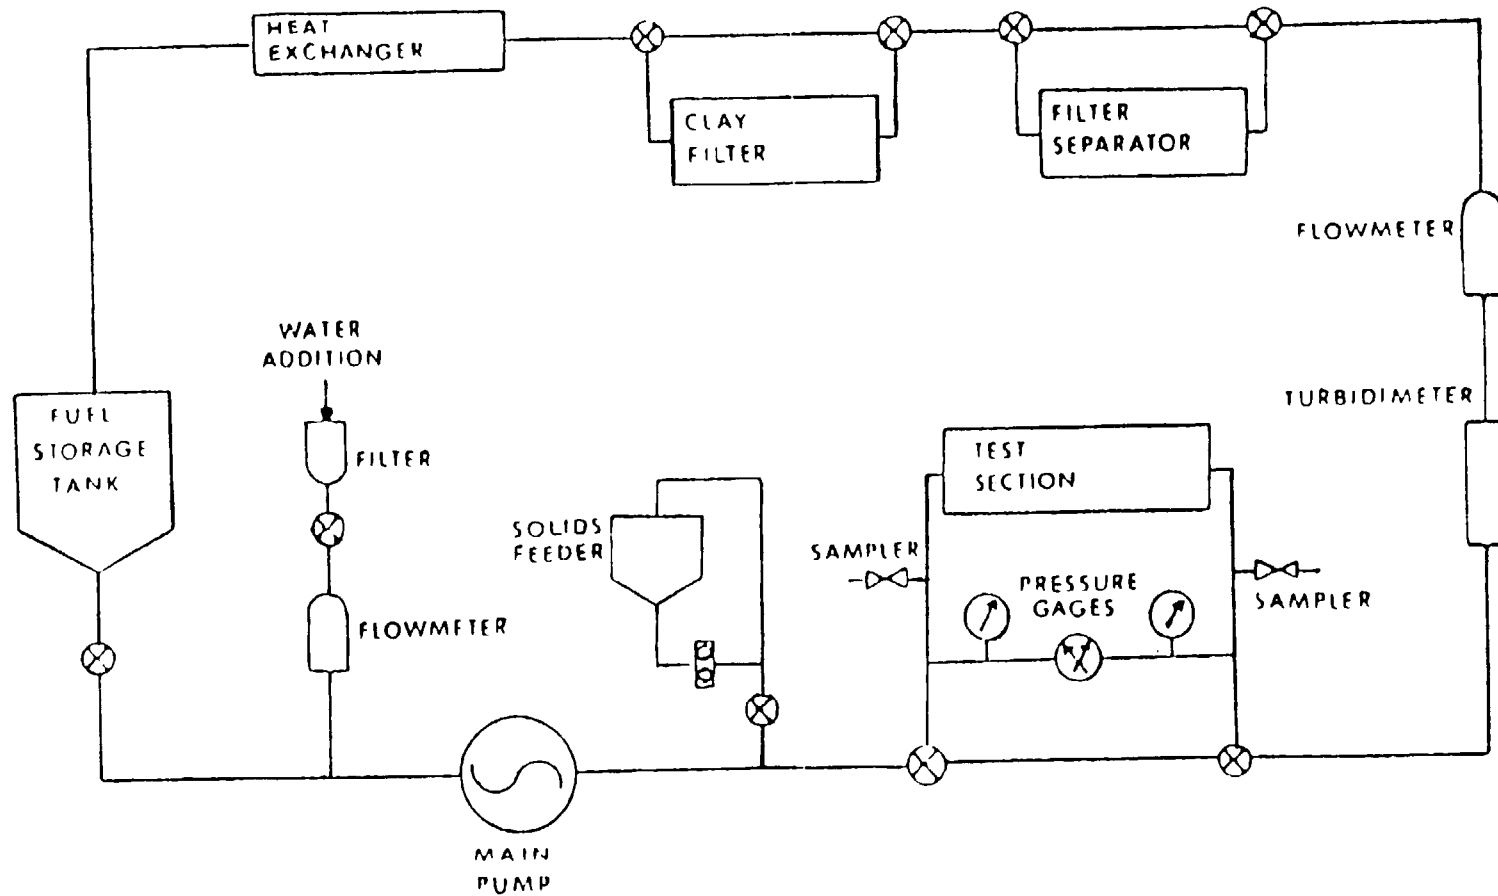 HEAT
EXCHANGER
CLAY
FILTER
FILTER
SEPARATOR
FLOWMETER
WATER
ADDITION
FUEL
STORAGE
TANK
FILTER
TURBIDIMETER
TEST
SECTION
SOLIDS
FEEDER
SAMPLER
PRESSURE
GAGES
SAMPLER
FLOWMETER
MAIN
PUMP